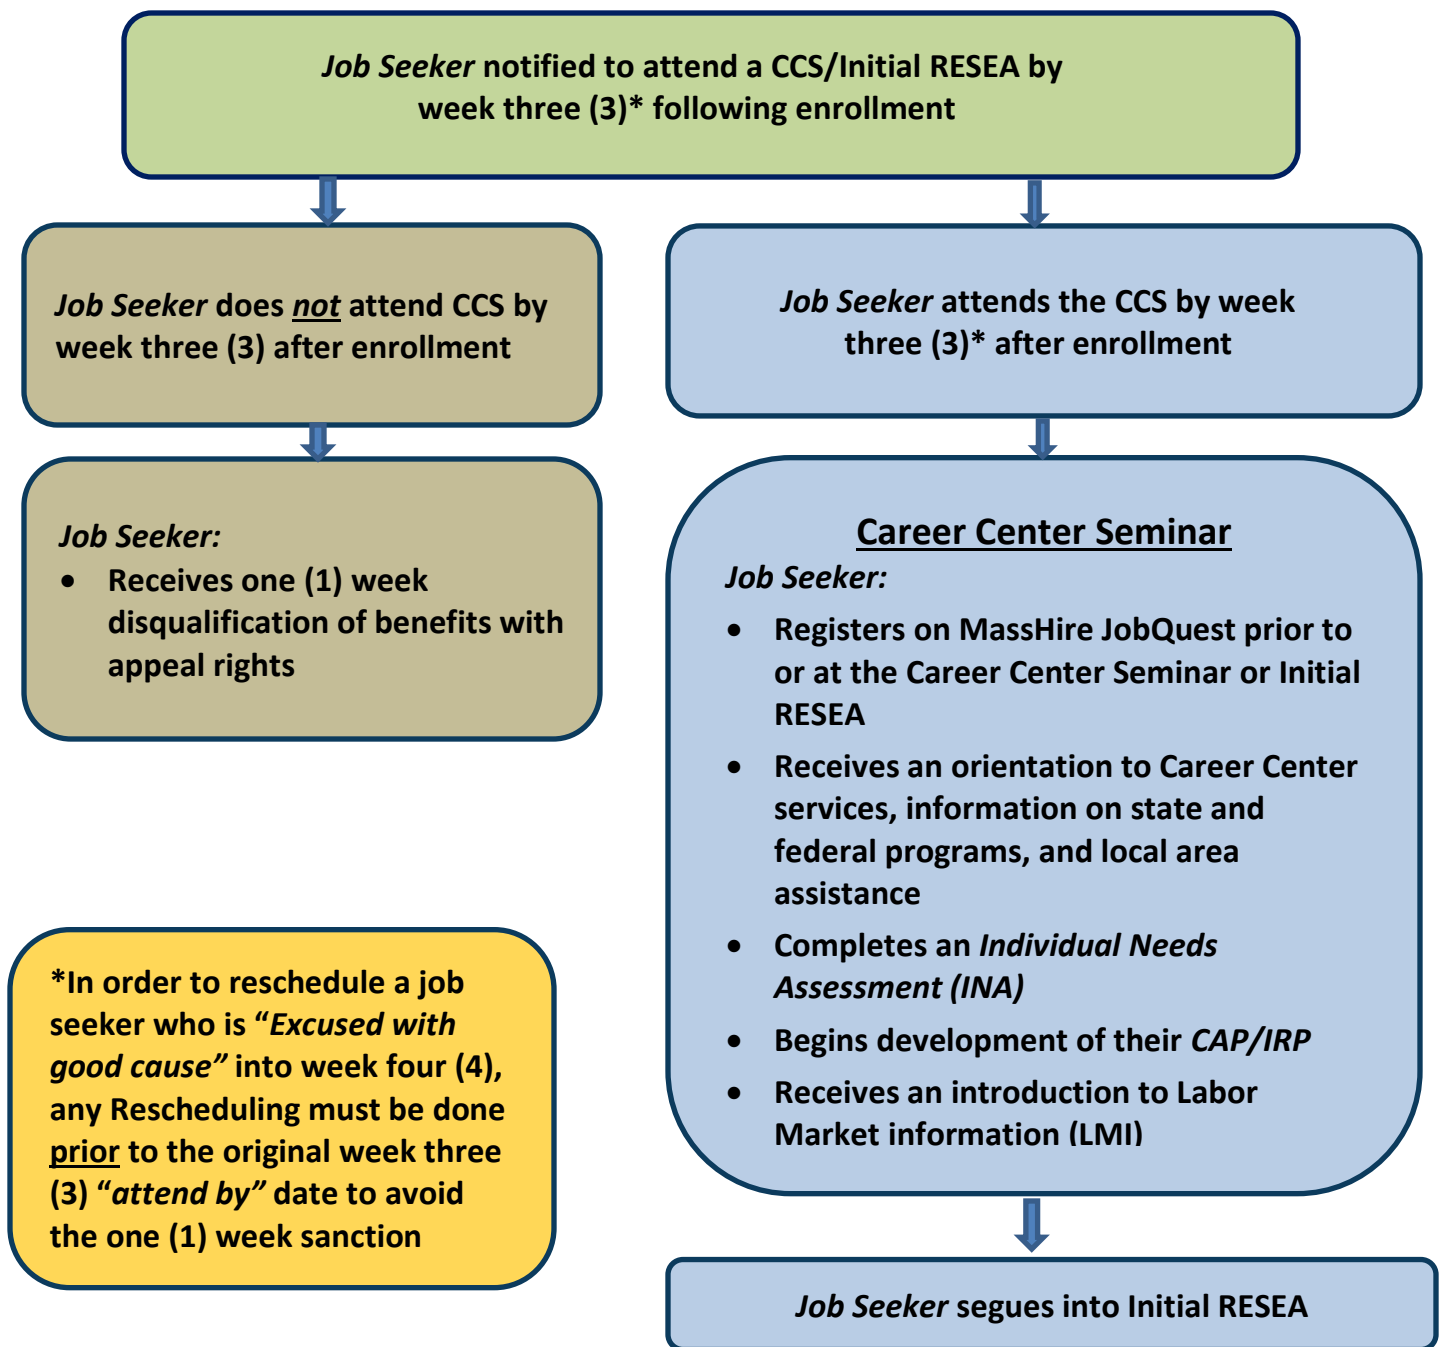 Job Seeker notified to attend a CCS/Initial RESEA by
week three (3)* following enrollment
Job Seeker does not attend CCS by
week three (3) after enrollment
Job Seeker attends the CCS by week
three (3)* after enrollment
Job Seeker:
• Receives one (1) week
disqualification of benefits with
appeal rights
Career Center Seminar
Job Seeker:
• Registers on MassHire JobQuest prior to
or at the Career Center Seminar or Initial
RESEA
• Receives an orientation to Career Center
services, information on state and
federal programs, and local area
assistance
• Completes an Individual Needs
Assessment (INA)
• Begins development of their CAP/IRP
• Receives an introduction to Labor
Market information (LMI)
*In order to reschedule a job
seeker who is “Excused with
good cause” into week four (4),
any Rescheduling must be done
prior to the original week three
(3) “attend by” date to avoid
the one (1) week sanction
Job Seeker segues into Initial RESEA